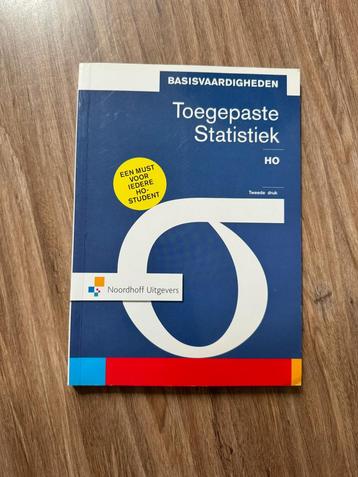 BASISVAARDIGHEDEN
Toegepaste
Statistiek
HO
Tweede druk
EEN MUST
VOOR
IEDERE
HO-
STUDENT
σ
Noordhoff Uitgevers